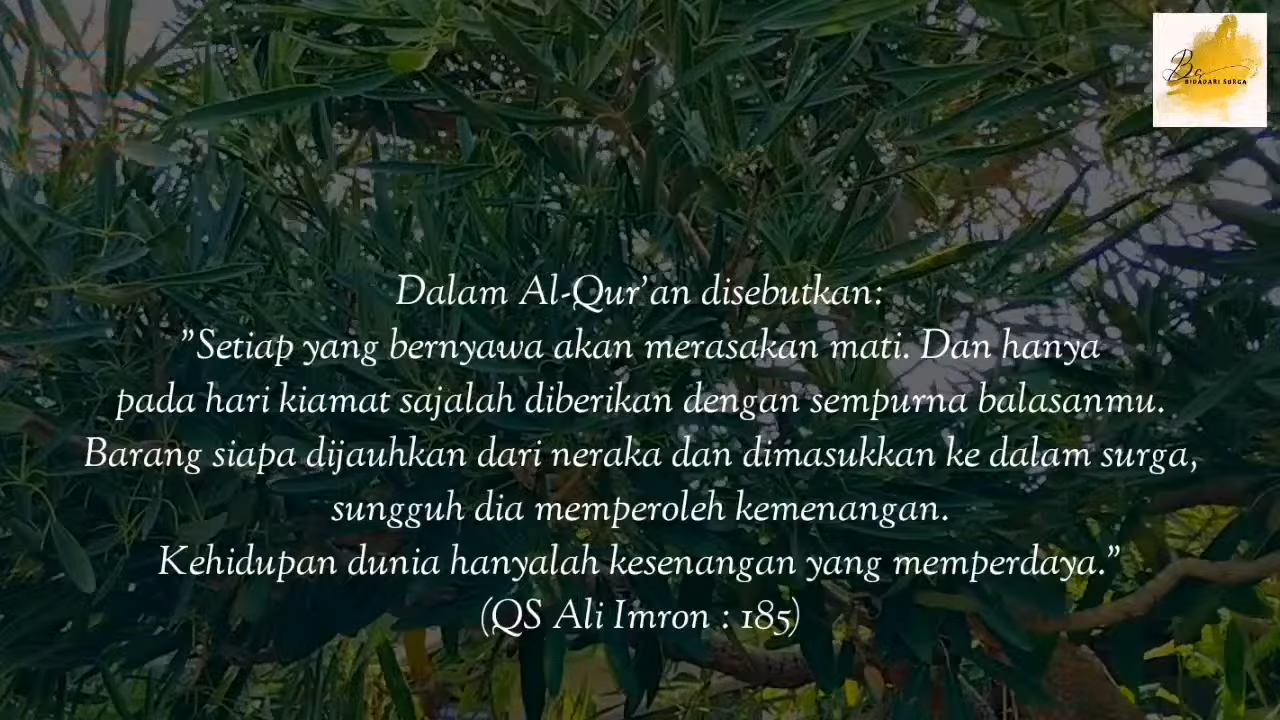 Bs
BIDADARI SURGA
Dalam Al-Qur'an disebutkan:
"Setiap yang bernyawa akan merasakan mati. Dan hanya
pada hari kiamat sajalah diberikan dengan sempurna balasanmu.
Barang siapa dijauhkan dari neraka dan dimasukkan ke dalam surga,
sungguh dia memperoleh kemenangan.
Kehidupan dunia hanyalah kesenangan yang memperdaya."
(QS Ali Imron : 185)